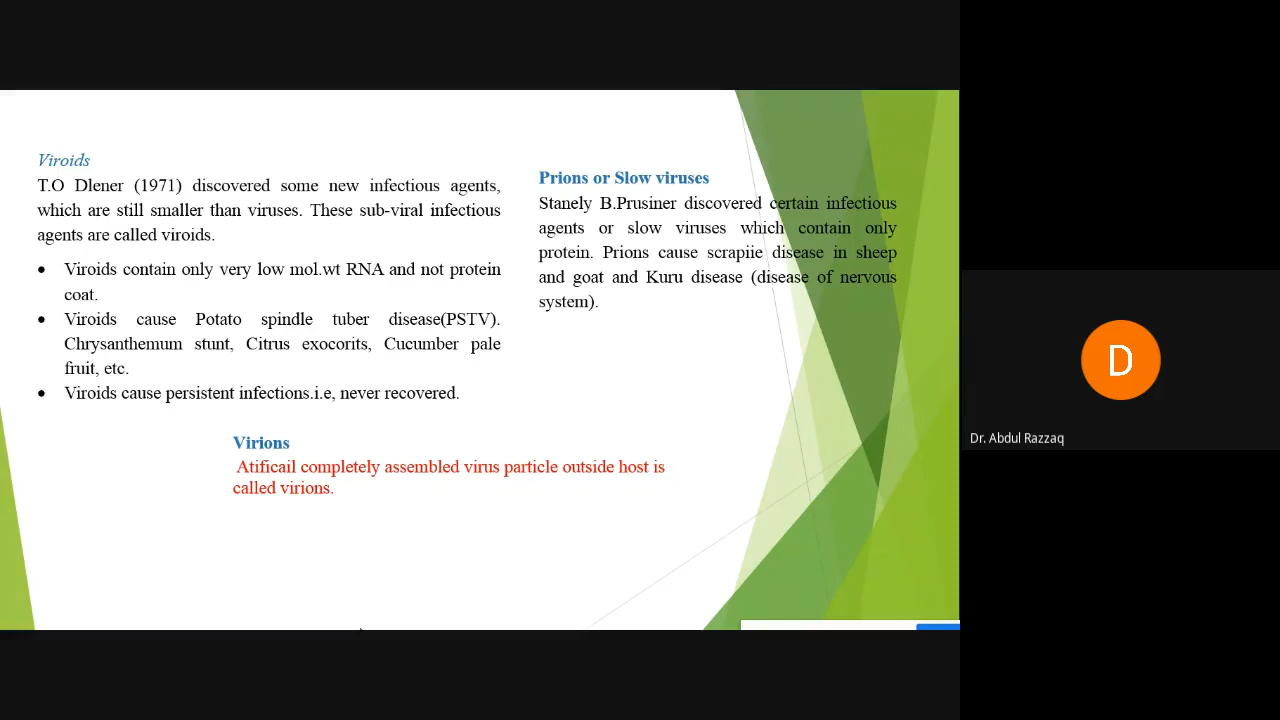 Viroids
T.O Dlener (1971) discovered some new infectious agents,
which are still smaller than viruses. These sub-viral infectious
agents are called viroids.
• Viroids contain only very low mol.wt RNA and not protein
coat.
• Viroids cause Potato spindle tuber disease(PSTV).
Chrysanthemum stunt, Citrus exocorits, Cucumber pale
fruit, etc.
• Viroids cause persistent infections.i.e, never recovered.
Prions or Slow viruses
Stanely B.Prusiner discovered certain infectious
agents or slow viruses which contain only
protein. Prions cause scrapiie disease in sheep
and goat and Kuru disease (disease of nervous
system).
Virions
Atificail completely assembled virus particle outside host is
called virions.
D
Dr. Abdul Razzaq